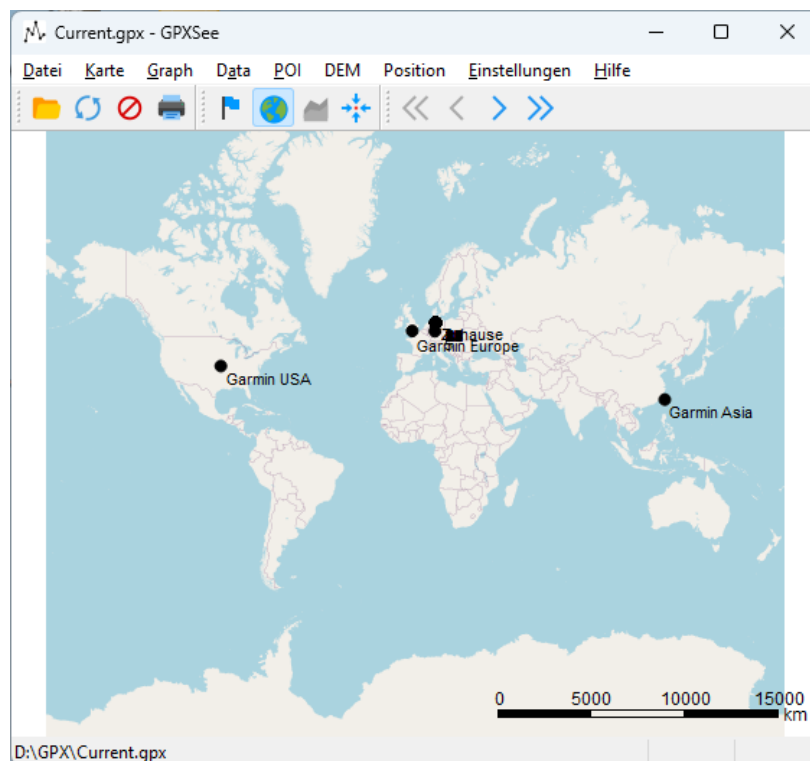 Current.gpx - GPXSee
Datei Karte Graph Data POI DEM Position Einstellungen Hilfe
Zuhause
Garmin Europe
Garmin USA
Garmin Asia
0 5000 10000 15000
km
D:\GPX\Current.gpx